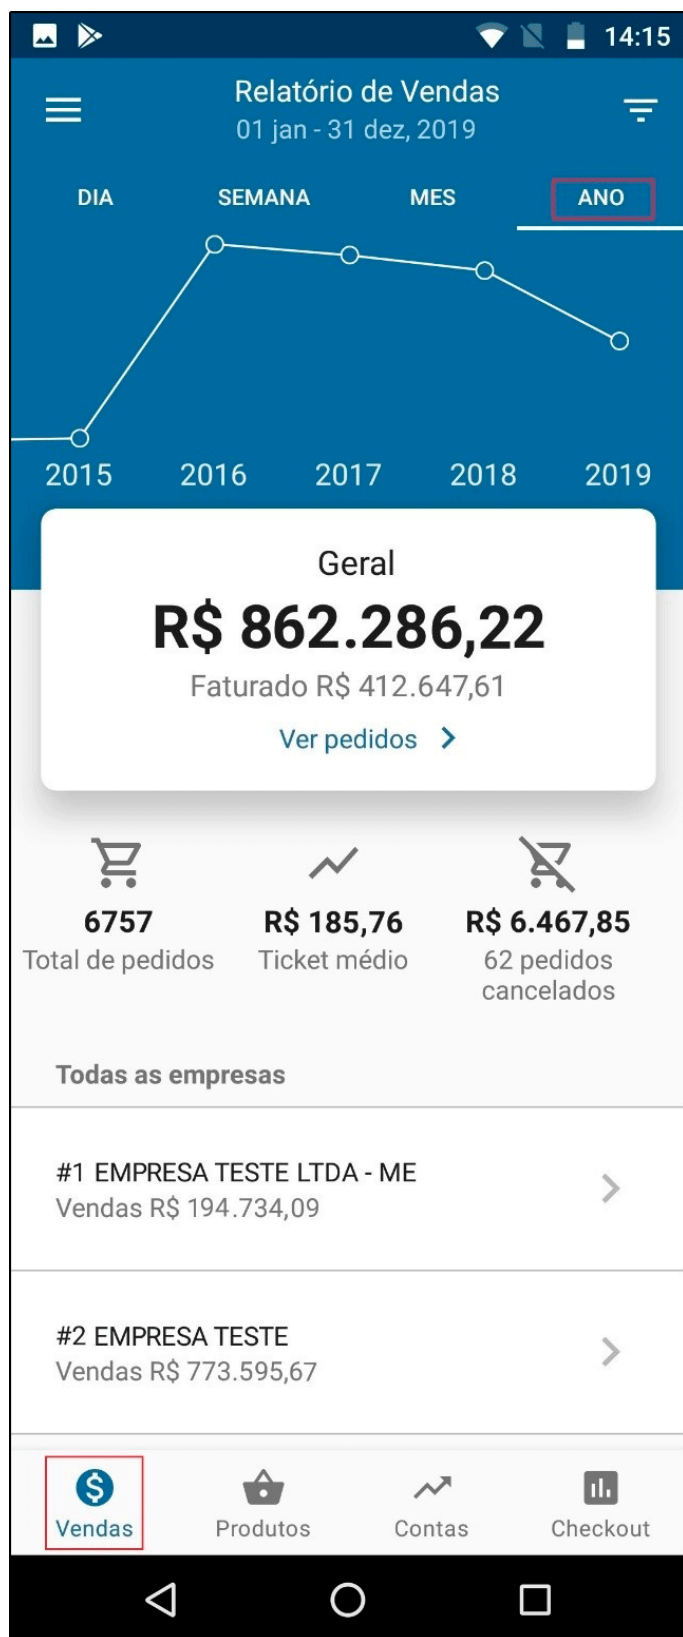 14:15
Relatório de Vendas
01 jan - 31 dez, 2019
DIA SEMANA MES ANO
2015 2016 2017 2018 2019
Geral
R$ 862.286,22
Faturado R$ 412.647,61
Ver pedidos
6757 R$ 185,76 R$ 6.467,85
Total de pedidos Ticket médio 62 pedidos
cancelados
Todas as empresas
#1 EMPRESA TESTE LTDA - ME
Vendas R$ 194.734,09
#2 EMPRESA TESTE
Vendas R$ 773.595,67
Vendas Produtos Contas Checkout